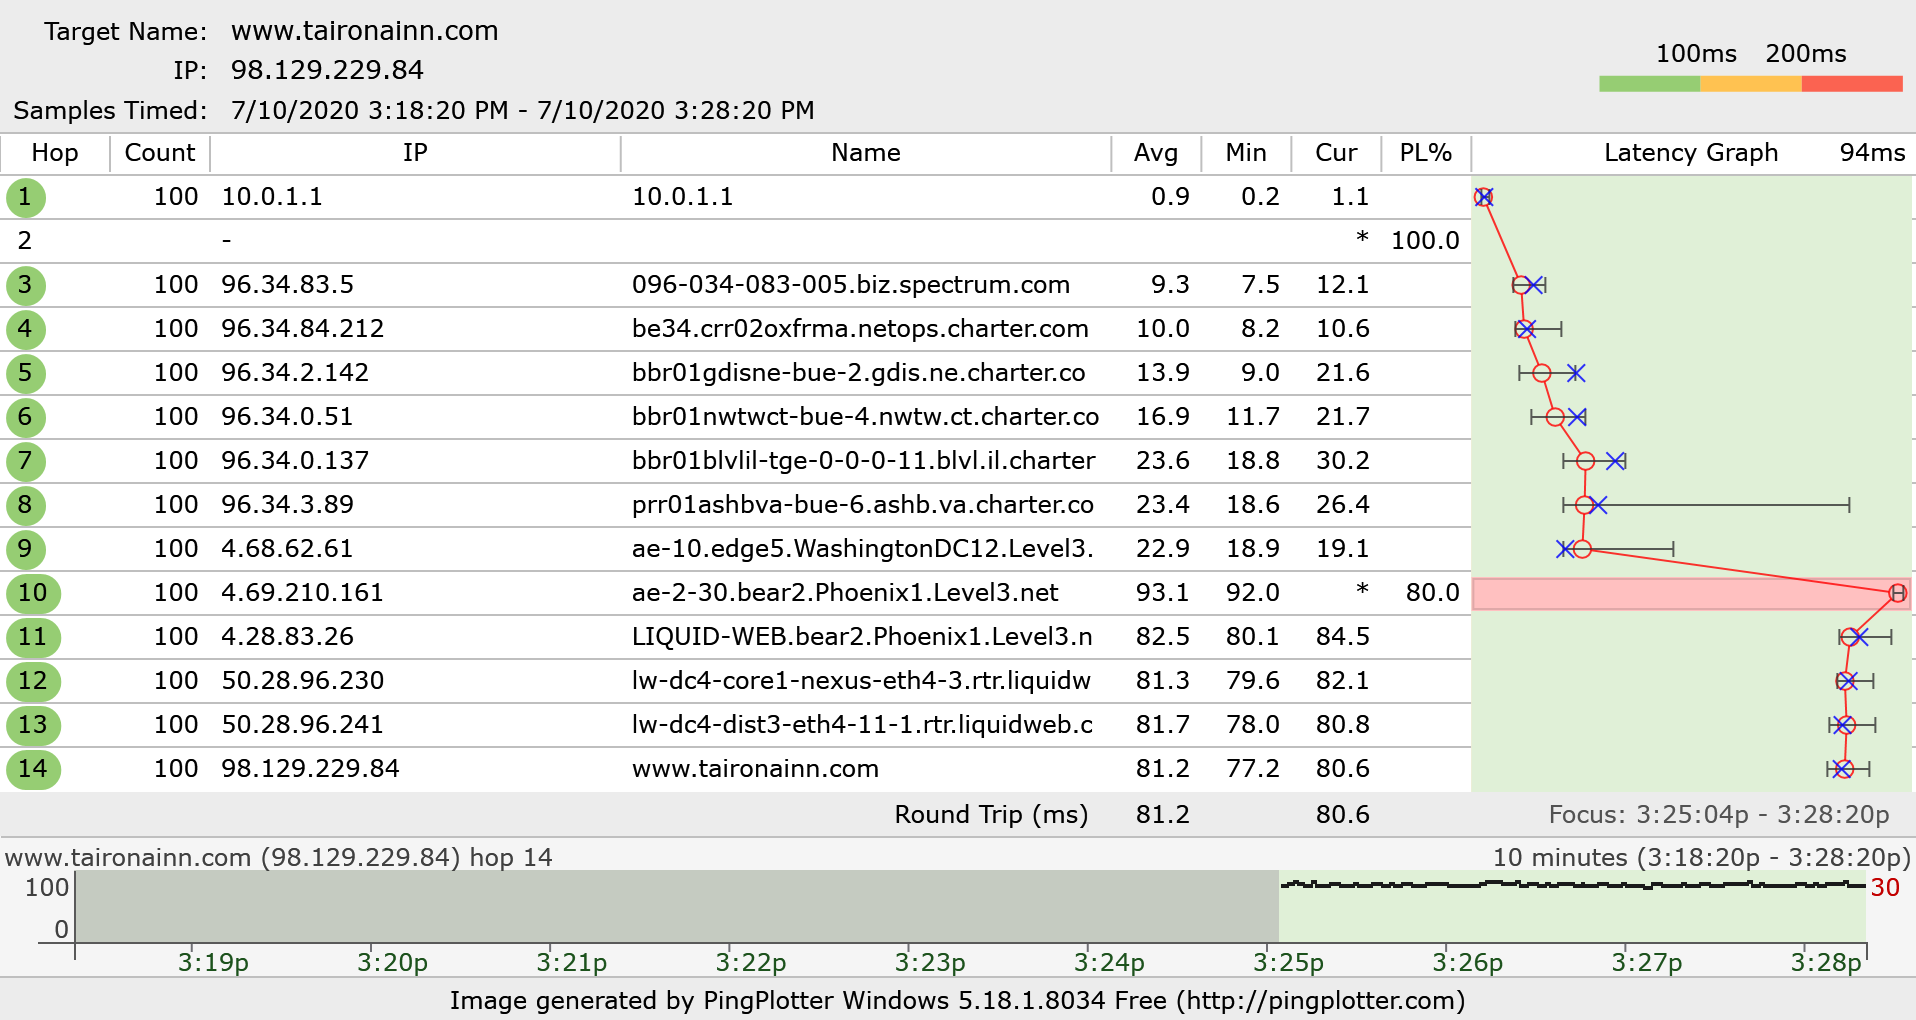 Target Name: www.taironainn.com
IP: 98.129.229.84
100ms 200ms
Samples Timed: 7/10/2020 3:18:20 PM - 7/10/2020 3:28:20 PM
Hop Count IP Name Avg Min Cur PL% Latency Graph 94ms
1 100 10.0.1.1 10.0.1.1 0.9 0.2 1.1
2 - * 100.0
3 100 96.34.83.5 096-034-083-005.biz.spectrum.com 9.3 7.5 12.1
4 100 96.34.84.212 be34.crr02oxfrma.netops.charter.com 10.0 8.2 10.6
5 100 96.34.2.142 bbr01gdisne-bue-2.gdis.ne.charter.co 13.9 9.0 21.6
6 100 96.34.0.51 bbr01nwtwct-bue-4.nwtw.ct.charter.co 16.9 11.7 21.7
7 100 96.34.0.137 bbr01blvlil-tge-0-0-0-11.blvl.il.charter 23.6 18.8 30.2
8 100 96.34.3.89 prr01ashbva-bue-6.ashb.va.charter.co 23.4 18.6 26.4
9 100 4.68.62.61 ae-10.edge5.WashingtonDC12.Level3. 22.9 18.9 19.1
10 100 4.69.210.161 ae-2-30.bear2.Phoenix1.Level3.net 93.1 92.0 * 80.0
11 100 4.28.83.26 LIQUID-WEB.bear2.Phoenix1.Level3.n 82.5 80.1 84.5
12 100 50.28.96.230 lw-dc4-core1-nexus-eth4-3.rtr.liquidw 81.3 79.6 82.1
13 100 50.28.96.241 lw-dc4-dist3-eth4-11-1.rtr.liquidweb.c 81.7 78.0 80.8
14 100 98.129.229.84 www.taironainn.com 81.2 77.2 80.6
Round Trip (ms) 81.2 80.6 Focus: 3:25:04p - 3:28:20p
www.taironainn.com (98.129.229.84) hop 14 10 minutes (3:18:20p - 3:28:20p)
100 30
0
3:19p 3:20p 3:21p 3:22p 3:23p 3:24p 3:25p 3:26p 3:27p 3:28p
Image generated by PingPlotter Windows 5.18.1.8034 Free (http://pingplotter.com)